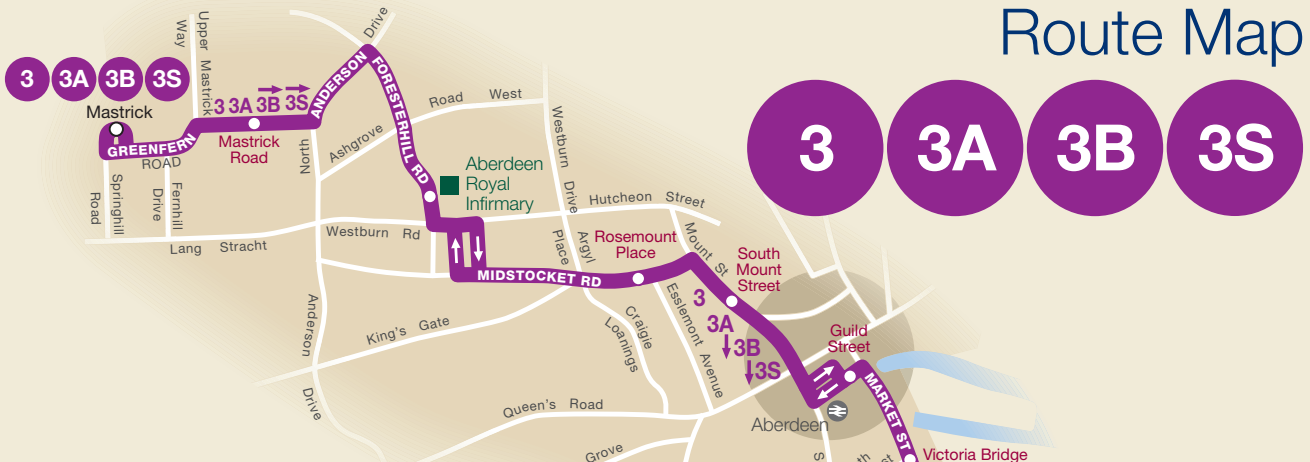 Route Map
3 3A 3B 3S
3 3A 3B 3S
Mastrick
Upper Mastrick
Way
Drive
3 3A 3B 3S
ANDERSON
FORESTERHILL RD
GREENFERN
ROAD
Mastrick
Road
North
Ashgrove
Road West
Westburn
Drive
Aberdeen
Royal
Infirmary
Springhill
Road
Fernhill
Drive
Lang Stracht
Westburn Rd
Hutcheon Street
Argyl
Place
Rosemount
Place
Mount St
South
Mount
Street
MIDSTOCKET RD
3
3A
3B
3S
Esslemont Avenue
Craigie
Loanings
Anderson
Drive
King's Gate
Guild
Street
MARKET ST
Queen's Road
Aberdeen
Grove
S
th
st
Victoria Bridge